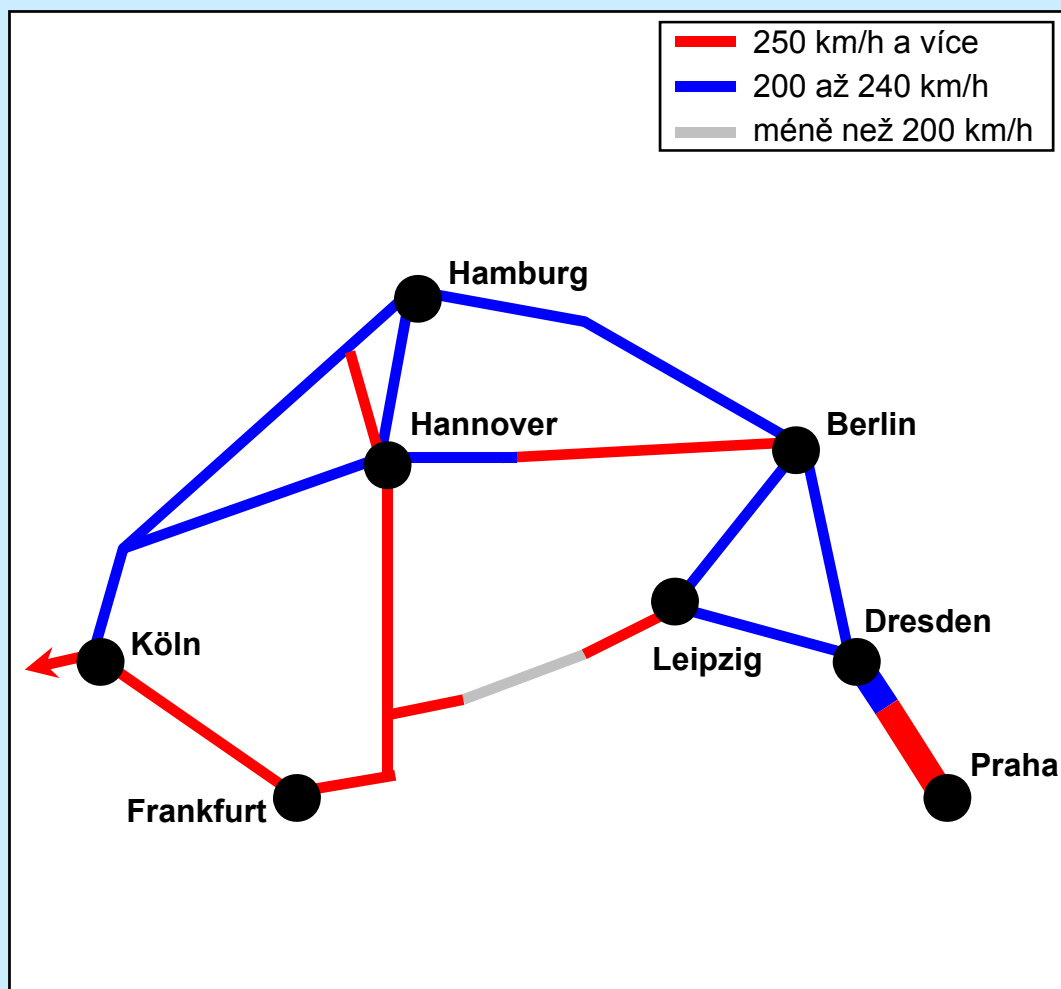 250 km/h a více
200 až 240 km/h
méně než 200 km/h
Hamburg
Hannover
Berlin
Köln
Dresden
Leipzig
Praha
Frankfurt